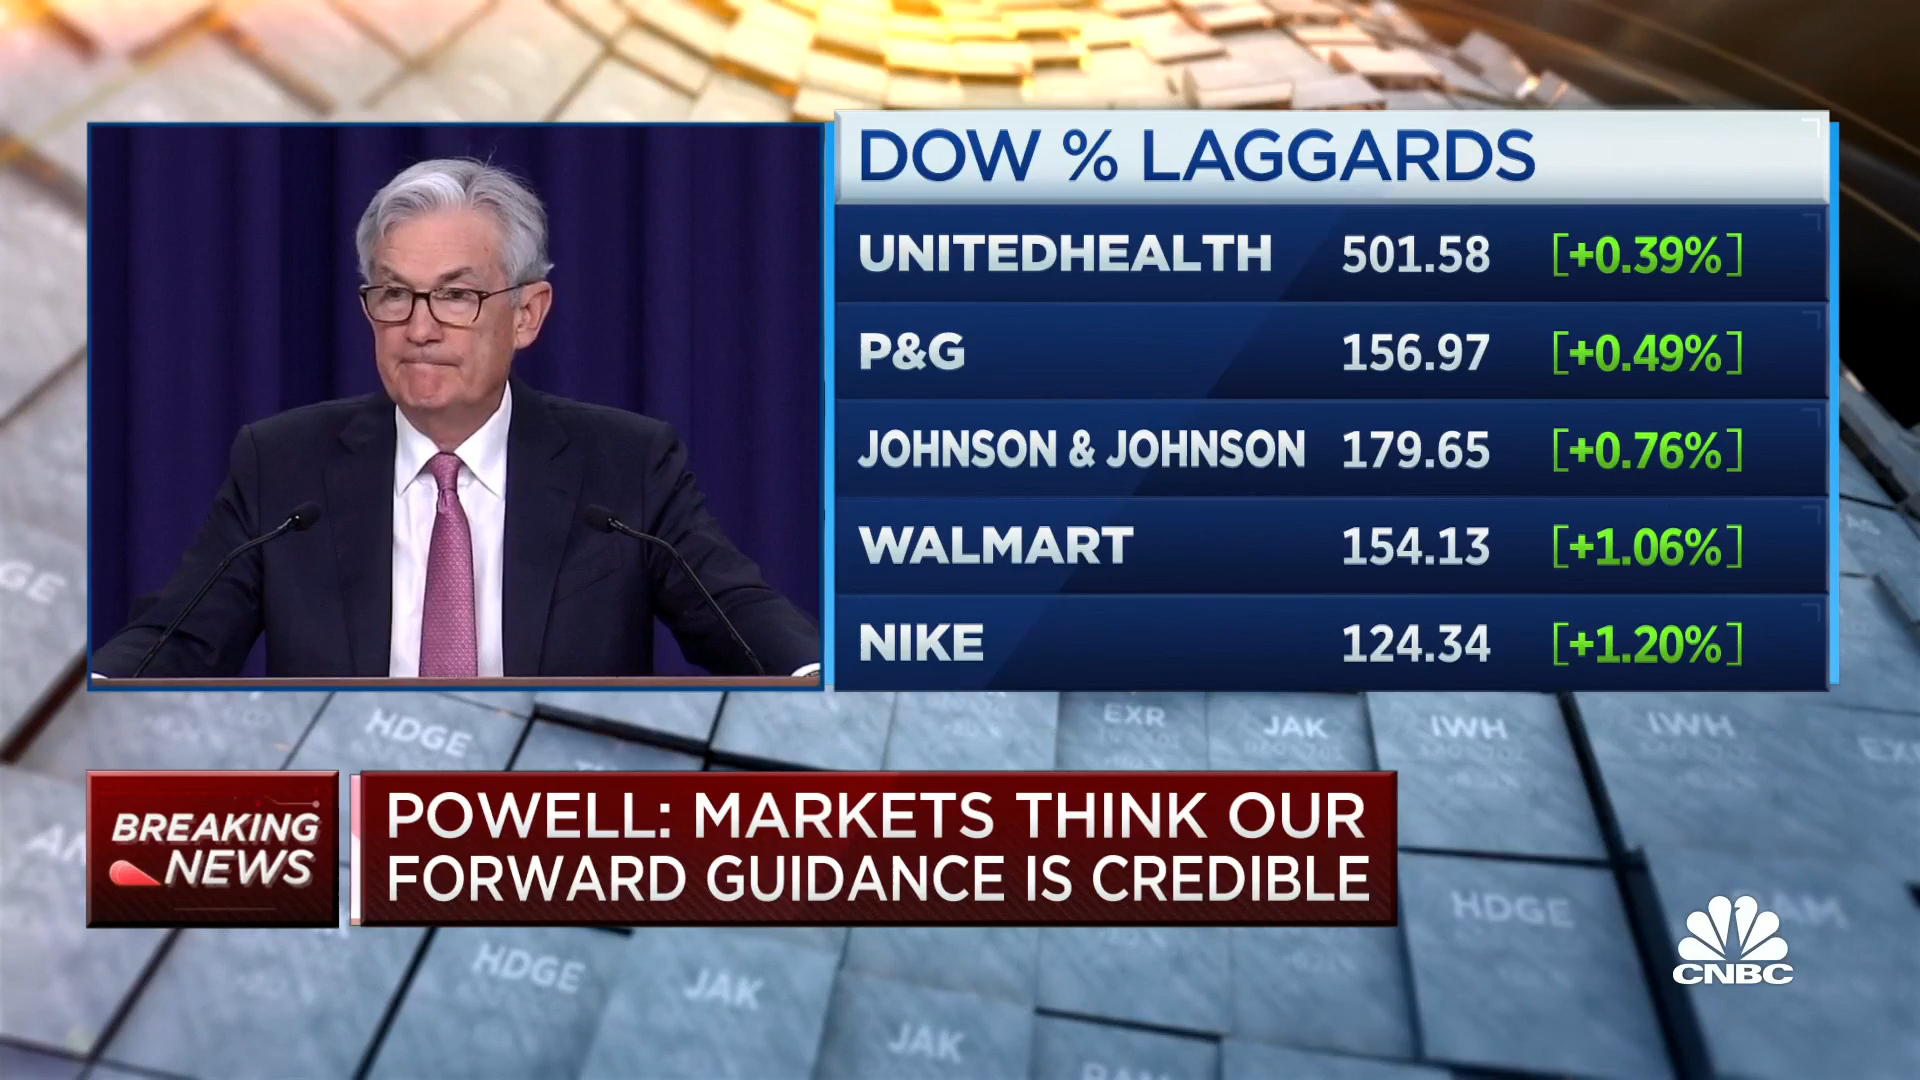 DOW % LAGGARDS
UNITEDHEALTH 501.58 [+0.39%]
P&G 156.97 [+0.49%]
JOHNSON & JOHNSON 179.65 [+0.76%]
WALMART 154.13 [+1.06%]
NIKE 124.34 [+1.20%]
HDGE
EXR
JAK
IWH
IWH
BREAKING
NEWS
POWELL: MARKETS THINK OUR
FORWARD GUIDANCE IS CREDIBLE
HDGE
HDGE
JAK
JAK
CNBC